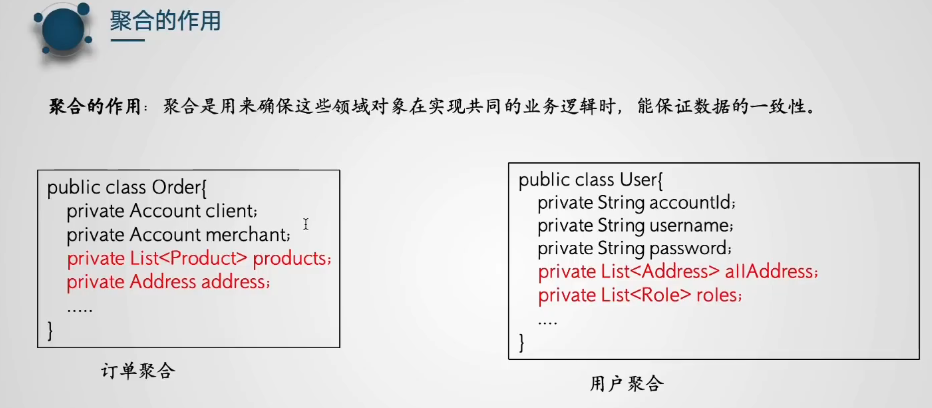 聚合的作用
聚合的作用：聚合是用来确保这些领域对象在实现共同的业务逻辑时，能保证数据的一致性。
public class Order{
private Account client;
private Account merchant;
private List<Product> products;
private Address address;
.....
}
订单聚合
public class User{
private String accountId;
private String username;
private String password;
private List<Address> allAddress;
private List<Role> roles;
....
}
用户聚合